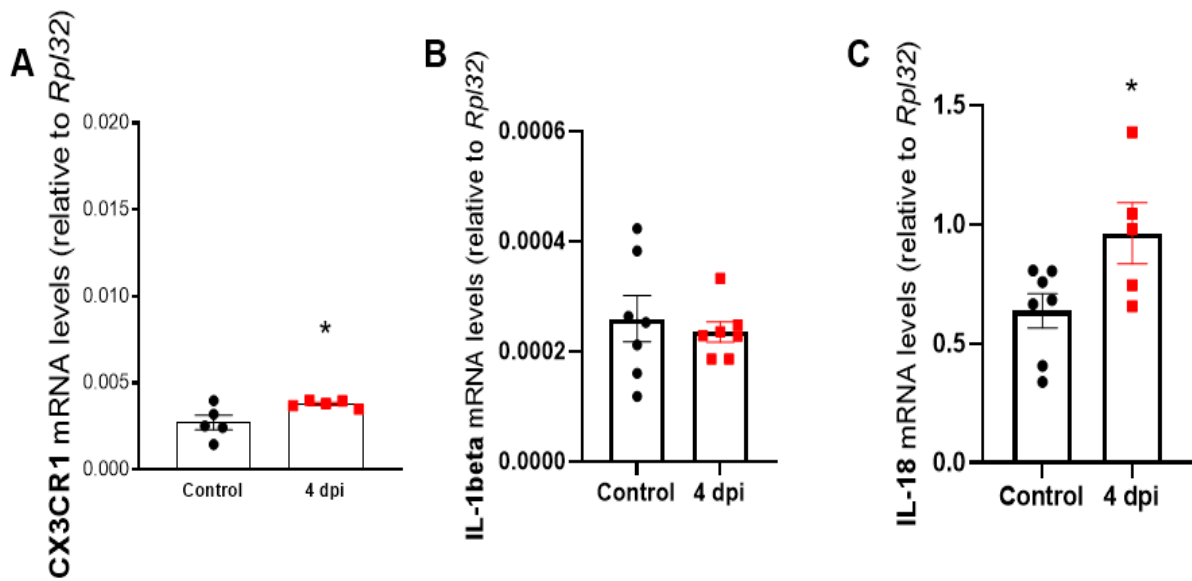 A
CX3CR1 mRNA levels (relative to Rpl32)
0.020
0.015
0.010
0.005
0.000
*
Control 4 dpi
B
IL-1beta mRNA levels (relative to Rpl32)
0.0006
0.0004
0.0002
0.0000
Control 4 dpi
C
IL-18 mRNA levels (relative to Rpl32)
1.5
1.0
0.5
0.0
*
Control 4 dpi